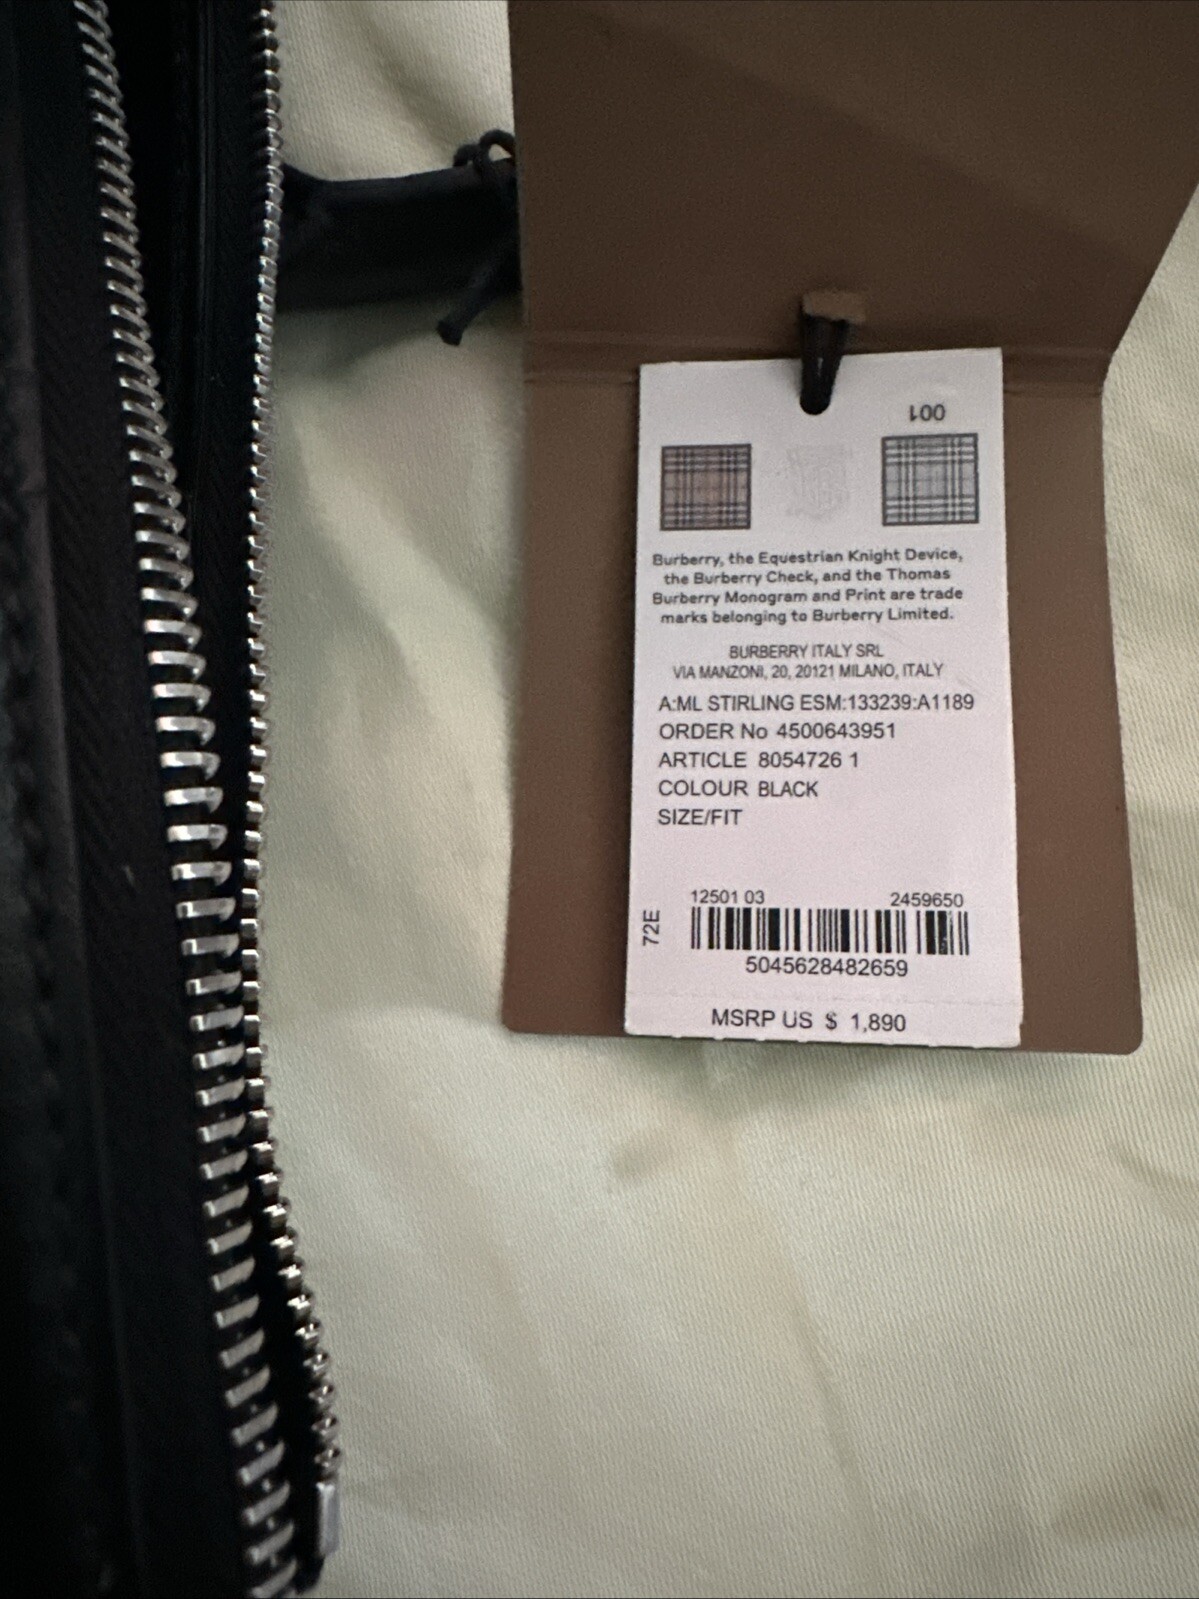 001
Burberry, the Equestrian Knight Device,
the Burberry Check, and the Thomas
Burberry Monogram and Print are trade
marks belonging to Burberry Limited.
BURBERRY ITALY SRL
VIA MANZONI, 20, 20121 MILANO, ITALY
A:ML STIRLING ESM:133239:A1189
ORDER No 4500643951
ARTICLE 8054726 1
COLOUR BLACK
SIZE/FIT
12501 03 2459650
72E
5045628482659
MSRP US $ 1,890